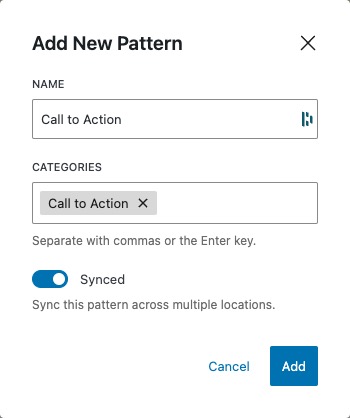 Add New Pattern
NAME
Call to Action
CATEGORIES
Call to Action
Separate with commas or the Enter key.
Synced
Sync this pattern across multiple locations.
Cancel
Add